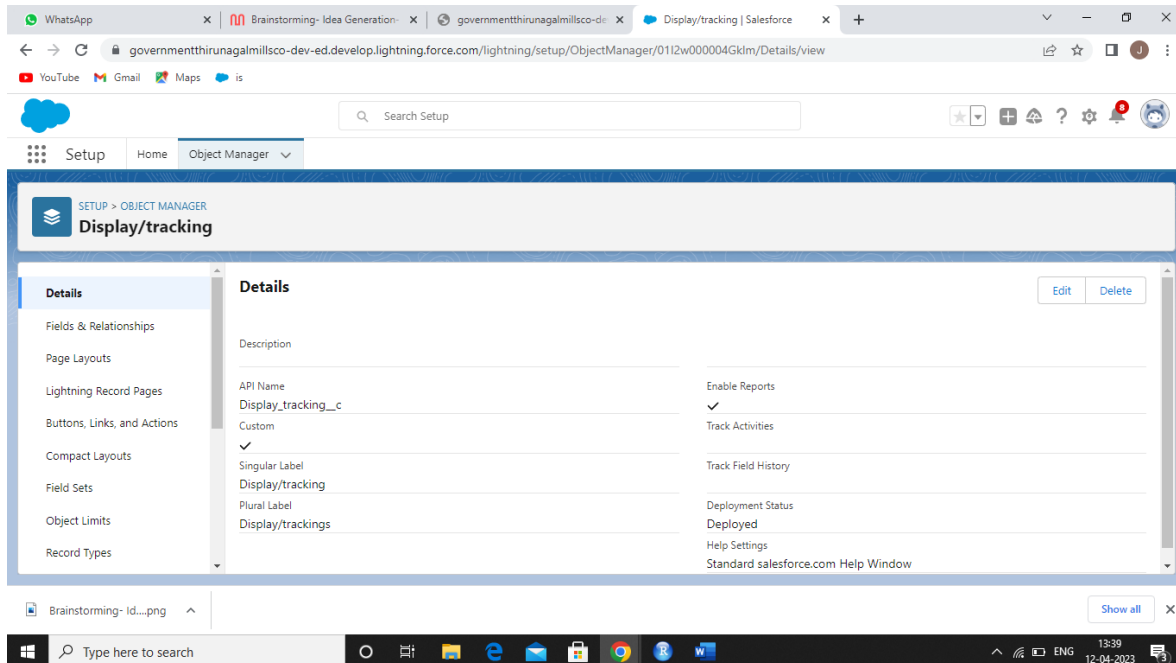 WhatsApp
Brainstorming- Idea Generation-
governmentthirunagalmillsco-de
Display/tracking | Salesforce
governmentthirunagalmillsco-dev-ed.develop.lightning.force.com/lightning/setup/ObjectManager/01I2w000004GkIm/Details/view
J
YouTube Gmail Maps is
Search Setup
8
Setup Home Object Manager
SETUP > OBJECT MANAGER
Display/tracking
Details
Fields & Relationships
Page Layouts
Lightning Record Pages
Buttons, Links, and Actions
Compact Layouts
Field Sets
Object Limits
Record Types
Details
Edit Delete
Description
API Name
Display_tracking__c
Custom
Singular Label
Display/tracking
Plural Label
Display/trackings
Enable Reports
Track Activities
Track Field History
Deployment Status
Deployed
Help Settings
Standard salesforce.com Help Window
Brainstorming- Id....png
Show all
Type here to search
ENG
13:39
12-04-2023